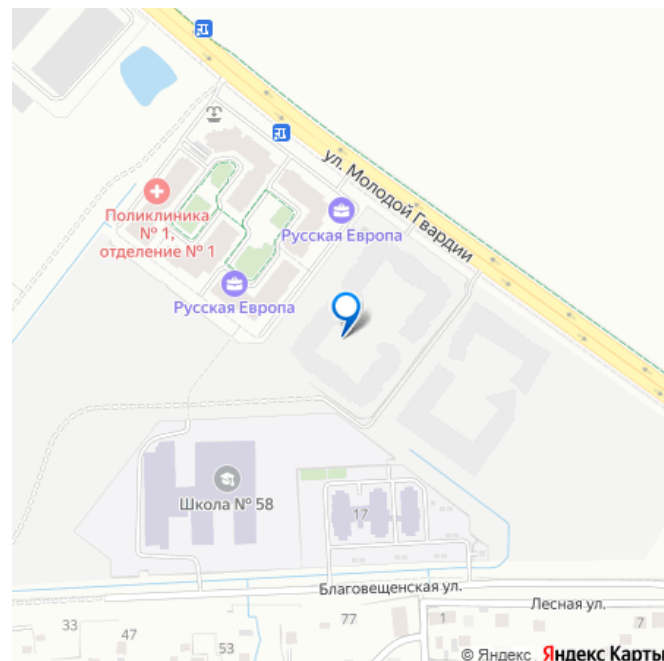 ул. Молодой Гвардии
Поликлиника
№ 1,
отделение № 1
Русская Европа
Русская Европа
Школа № 58
17
Благовещенская ул.
Лесная ул.
33
47
53
77
1
7
© Яндекс Яндекс Карты